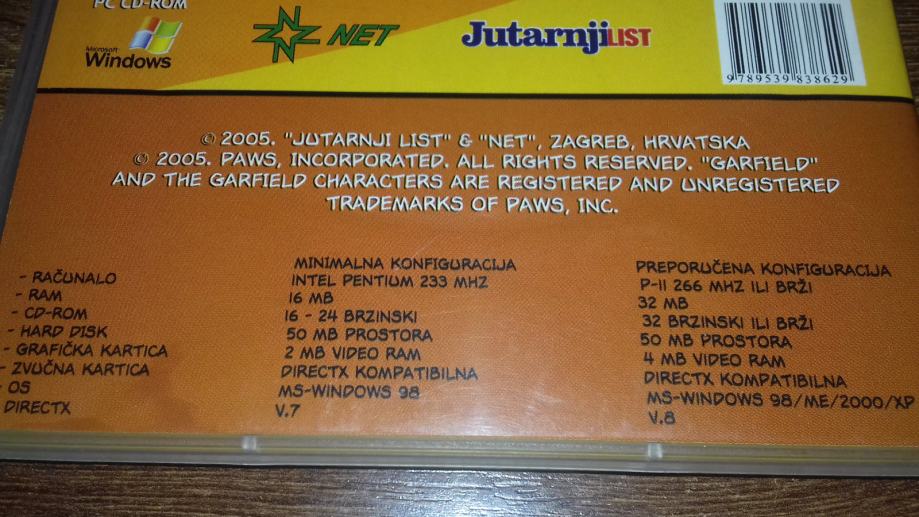 PC CD-ROM
Microsoft
Windows
NET
JutarnjiLIST
9 789539 838629
© 2005. "JUTARNJI LIST" & "NET", ZAGREB, HRVATSKA
© 2005. PAWS, INCORPORATED. ALL RIGHTS RESERVED. "GARFIELD"
AND THE GARFIELD CHARACTERS ARE REGISTERED AND UNREGISTERED
TRADEMARKS OF PAWS, INC.
MINIMALNA KONFIGURACIJA PREPORUČENA KONFIGURACIJA
- RAČUNALO INTEL PENTIUM 233 MHZ P-II 266 MHZ ILI BRŽI
- RAM 16 MB 32 MB
- CD-ROM 16 - 24 BRZINSKI 32 BRZINSKI ILI BRŽI
- HARD DISK 50 MB PROSTORA 50 MB PROSTORA
- GRAFIČKA KARTICA 2 MB VIDEO RAM 4 MB VIDEO RAM
- ZVUČNA KARTICA DIRECTX KOMPATIBILNA DIRECTX KOMPATIBILNA
- OS MS-WINDOWS 98 MS-WINDOWS 98/ME/2000/XP
DIRECTX V.7 V.8